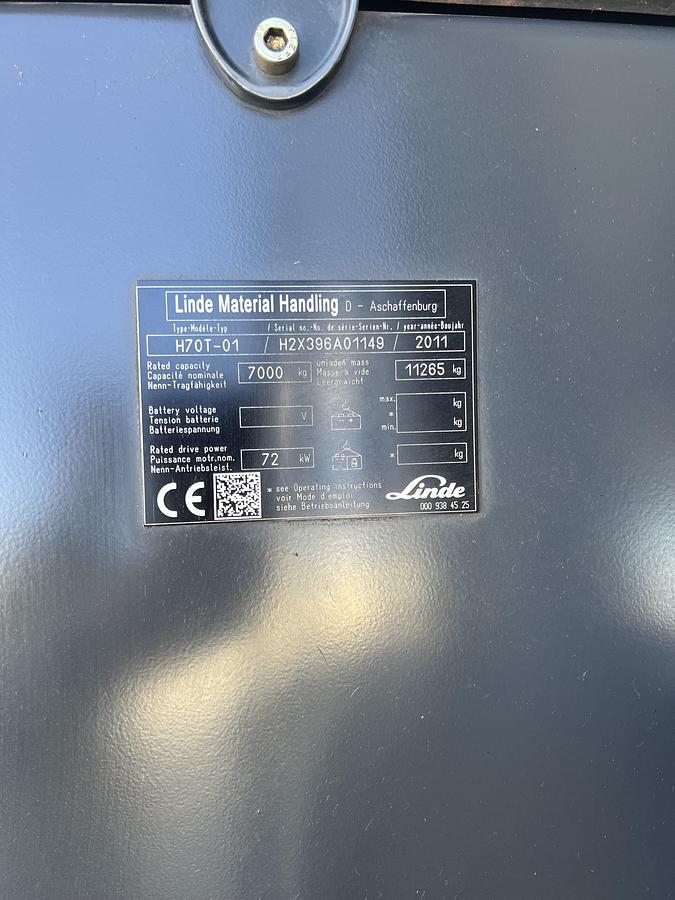 Linde Material Handling D - Aschaffenburg
Type-Modèle-Typ / Serial no.-No. de série-Serien-Nr. / year-année-Baujahr
H70T-01 / H2X396A01149 / 2011
Rated capacity
Capacité nominale
Nenn-Tragfähigkeit
7000 kg
Unladen mass
Masse à vide
Leergewicht
11265 kg
Battery voltage
Tension batterie
Batteriespannung
V
max. kg
*
min. kg
Rated drive power
Puissance motr.nom.
Nenn-Antriebsleist.
72 kW
* kg
CE
* see Operating instructions
voir Mode d'emploi
siehe Betriebsanleitung
Linde
000 938 45 25